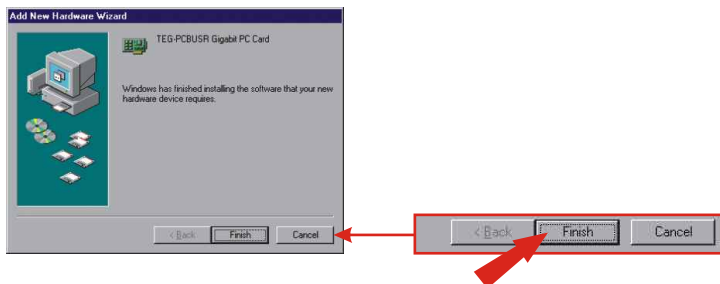 Add New Hardware Wizard
TEG-PCBUSR Gigabit PC Card
Windows has finished installing the software that your new
hardware device requires.
< Back Finish Cancel
< Back Finish Cancel